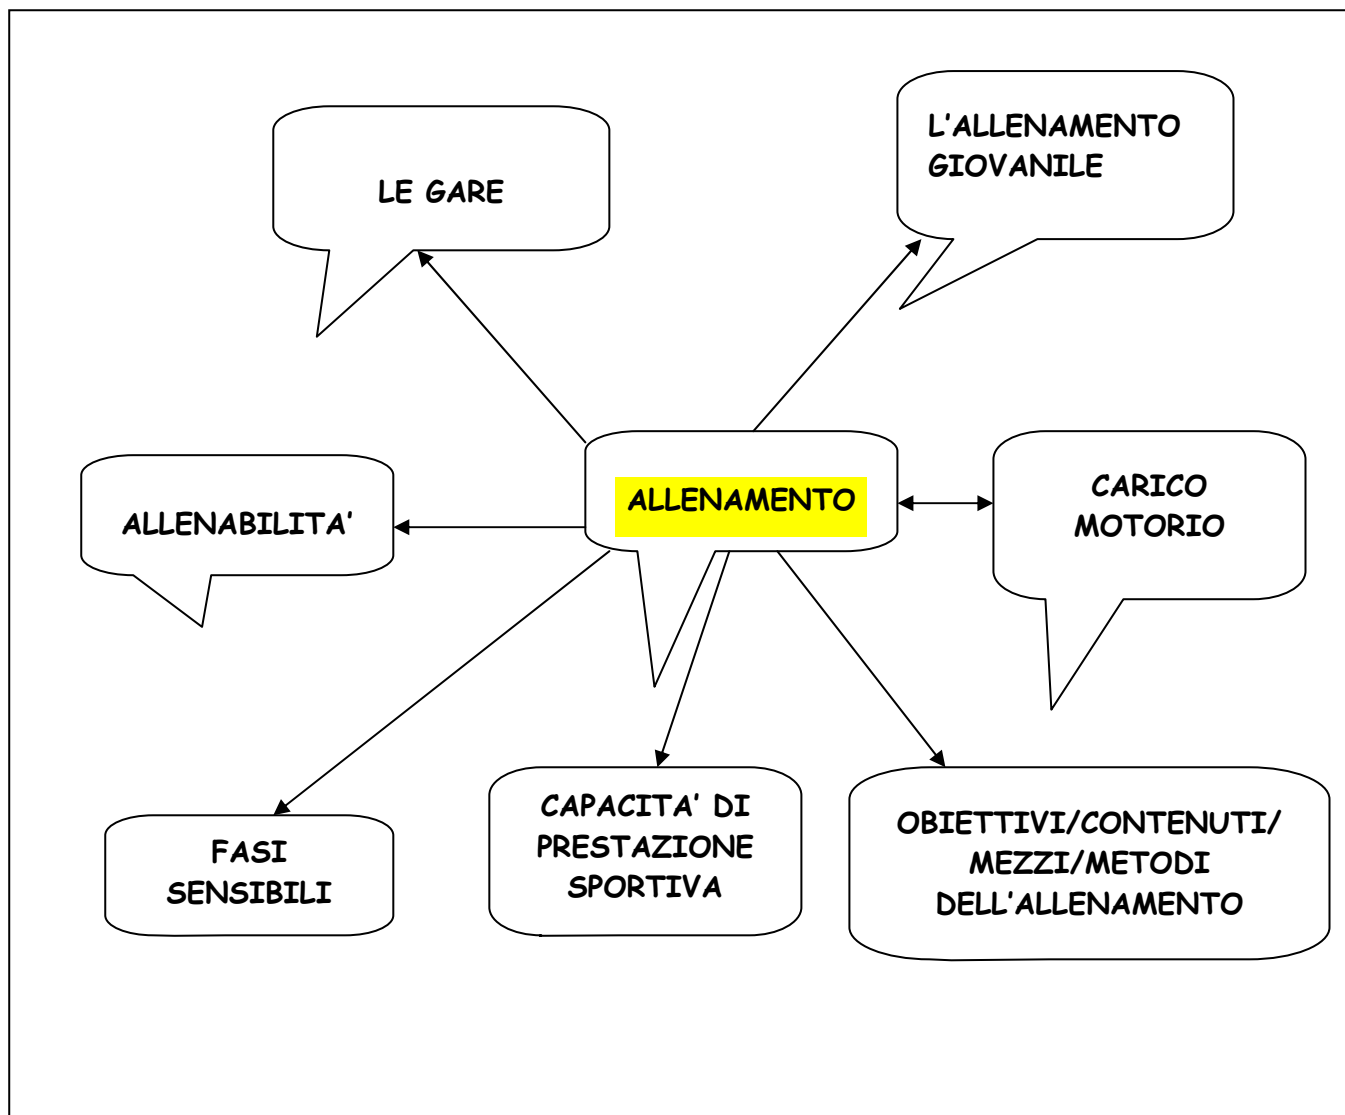 LE GARE
L'ALLENAMENTO
GIOVANILE
ALLENABILITA'
ALLENAMENTO
CARICO
MOTORIO
FASI
SENSIBILI
CAPACITA' DI
PRESTAZIONE
SPORTIVA
OBIETTIVI/CONTENUTI/
MEZZI/METODI
DELL'ALLENAMENTO